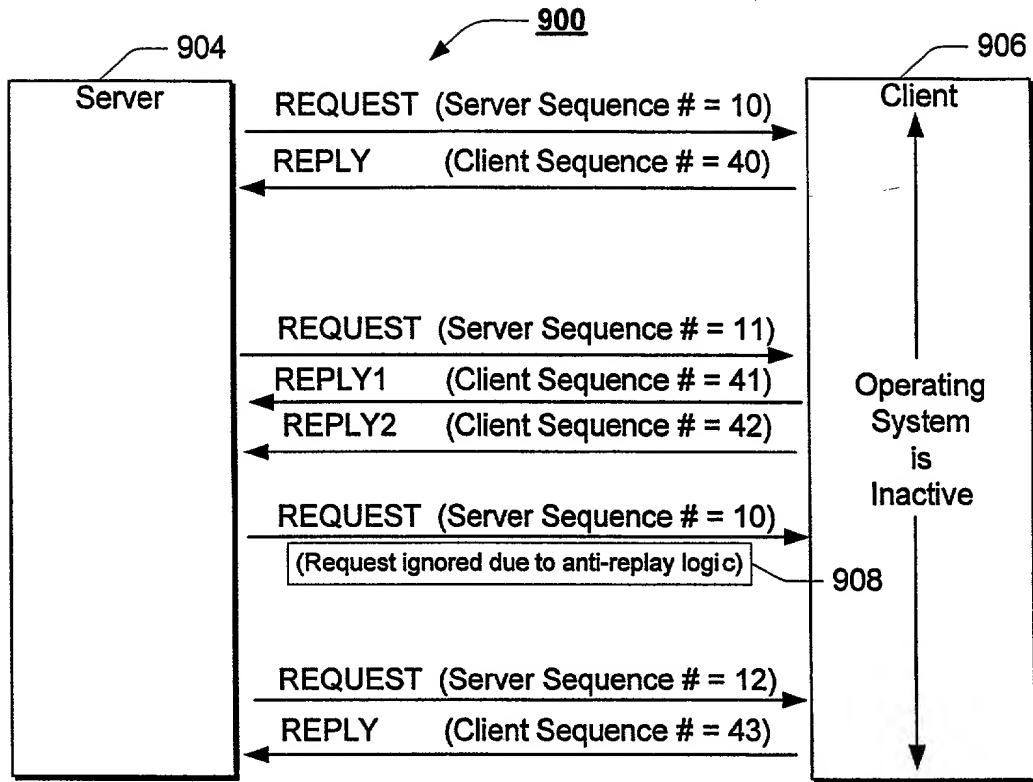 900
904
906
Server
Client
REQUEST (Server Sequence # = 10)
REPLY (Client Sequence # = 40)
REQUEST (Server Sequence # = 11)
REPLY1 (Client Sequence # = 41)
REPLY2 (Client Sequence # = 42)
Operating
System
is
Inactive
REQUEST (Server Sequence # = 10)
(Request ignored due to anti-replay logic)
908
REQUEST (Server Sequence # = 12)
REPLY (Client Sequence # = 43)